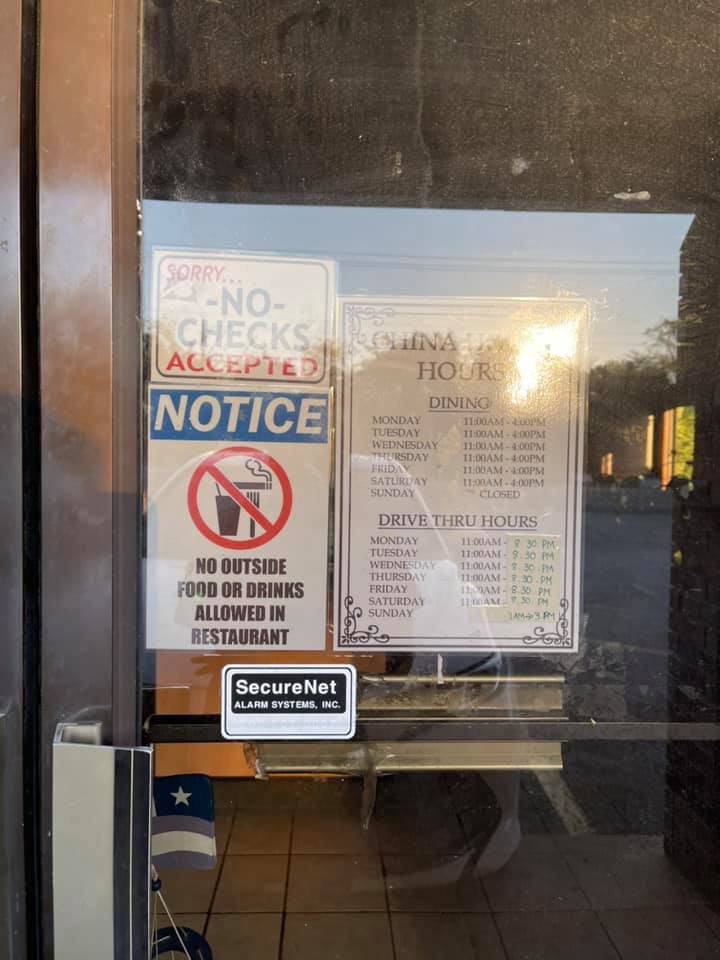 SORRY...
-NO-
CHECKS
ACCEPTED
NOTICE
NO OUTSIDE
FOOD OR DRINKS
ALLOWED IN
RESTAURANT
CHINA
HOURS
DINING
MONDAY 11:00AM - 4:00PM
TUESDAY 11:00AM - 4:00PM
WEDNESDAY 11:00AM - 4:00PM
THURSDAY 11:00AM - 4:00PM
FRIDAY 11:00AM - 4:00PM
SATURDAY 11:00AM - 4:00PM
SUNDAY CLOSED
DRIVE THRU HOURS
MONDAY 11:00AM - 8.30 PM
TUESDAY 11:00AM - 8.30 PM
WEDNESDAY 11:00AM - 8.30 PM
THURSDAY 11:00AM - 8.30 PM
FRIDAY 11:00AM - 8.30 PM
SATURDAY 11:00AM - 8.30 PM
SUNDAY 3 PM
SecureNet
ALARM SYSTEMS, INC.